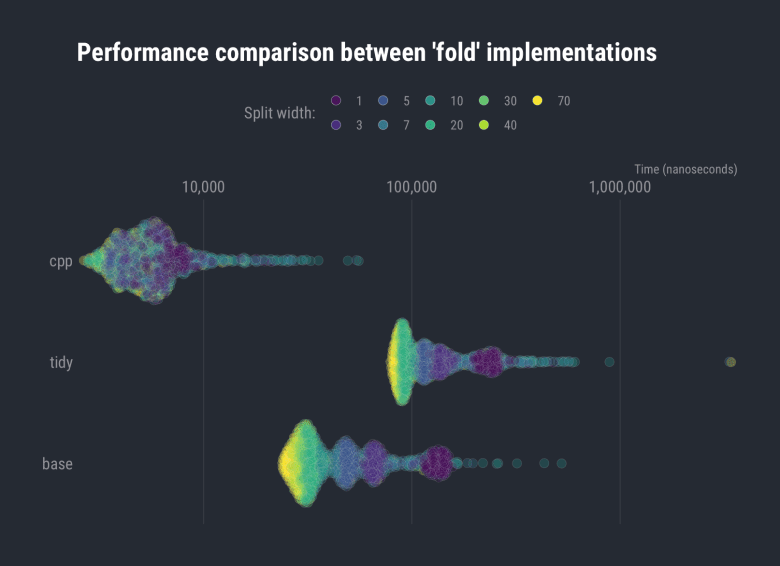 Performance comparison between 'fold' implementations
Split width: 1 5 10 30 70
3 7 20 40
Time (nanoseconds)
10,000 100,000 1,000,000
cpp
tidy
base